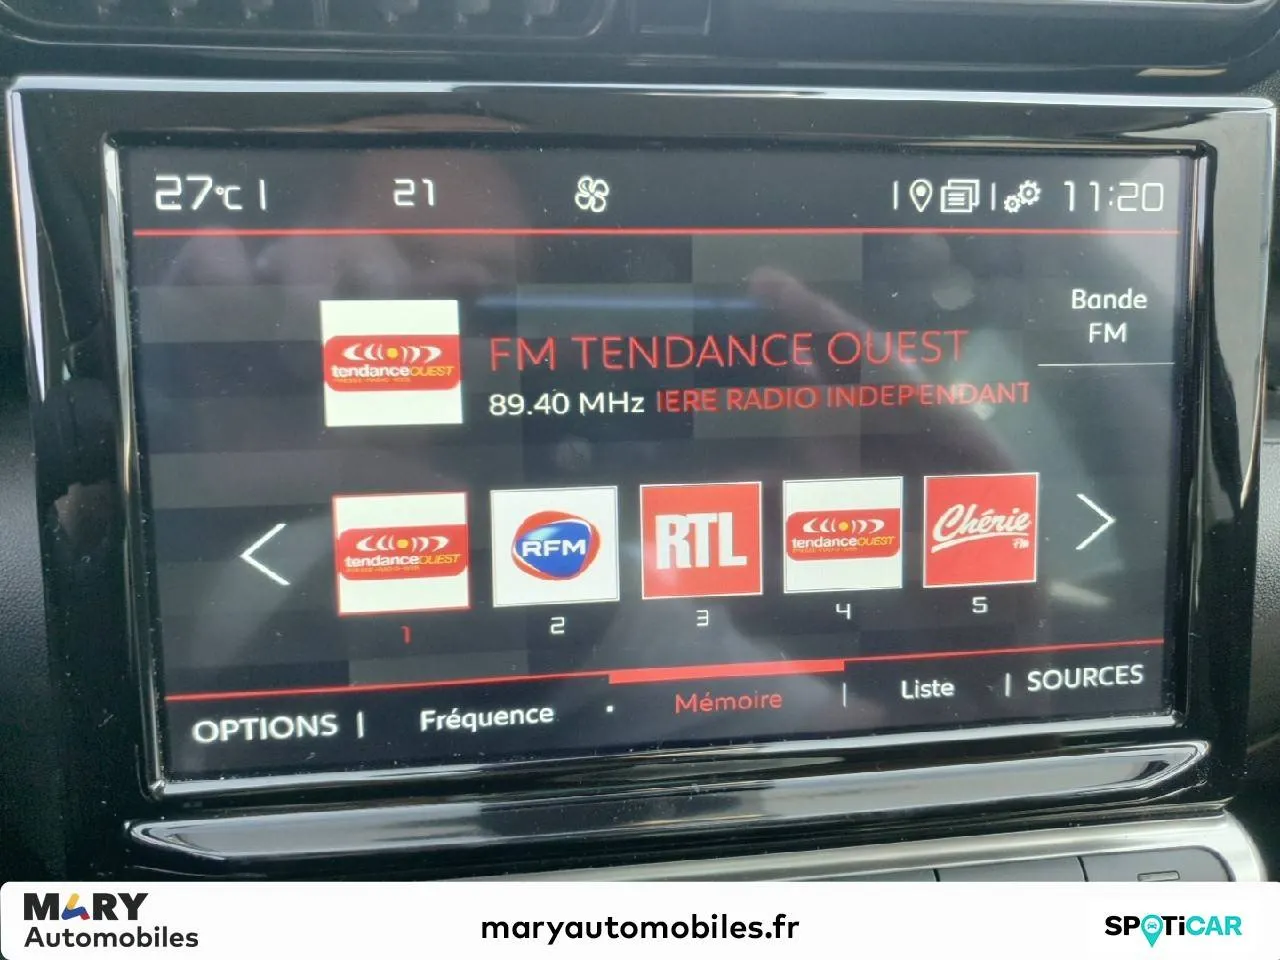 27°C | 21 | | 11:20
Bande
FM
tendanceOUEST
FM TENDANCE OUEST
89.40 MHz IERE RADIO INDEPENDANT
tendanceOUEST RFM RTL tendanceOUEST Chérie FM
1 2 3 4 5
OPTIONS | Fréquence Mémoire | Liste | SOURCES
MARY
Automobiles
maryautomobiles.fr
SPOTiCAR